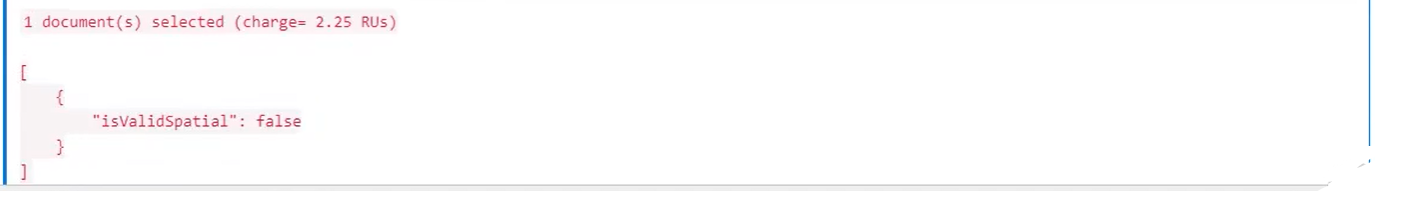 1 document(s) selected (charge= 2.25 RUs)
[
{
"isValidSpatial": false
}
]